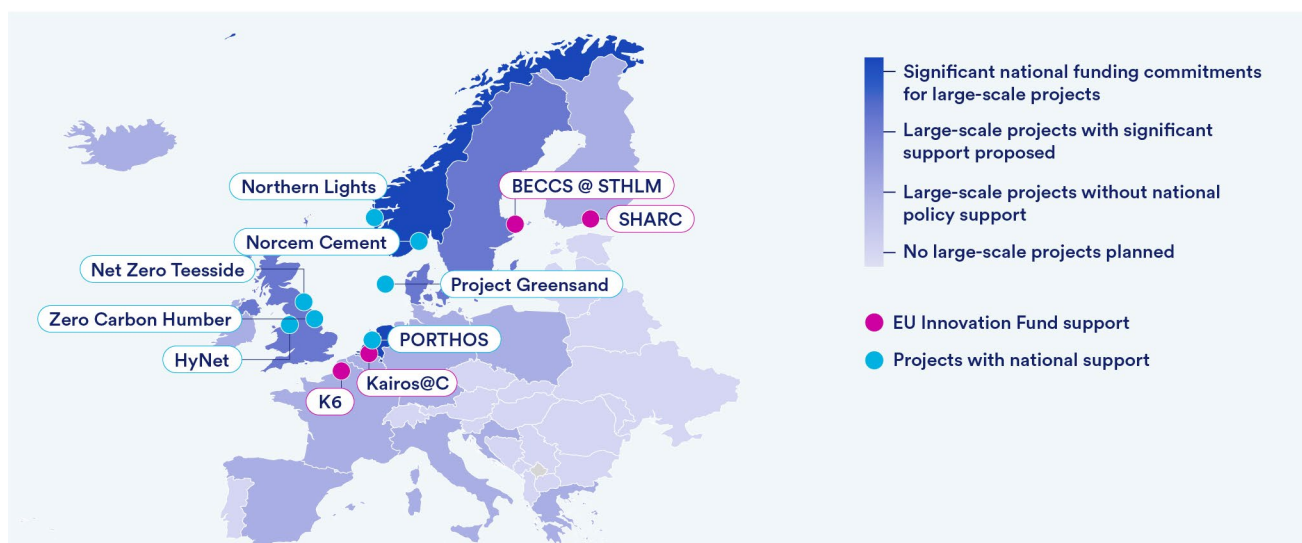 Northern Lights
BECCS @ STHLM
SHARC
Norcem Cement
Net Zero Teesside
Project Greensand
Zero Carbon Humber
PORTHOS
HyNet
Kairos@C
K6
Significant national funding commitments
for large-scale projects
Large-scale projects with significant
support proposed
Large-scale projects without national
policy support
No large-scale projects planned
EU Innovation Fund support
Projects with national support